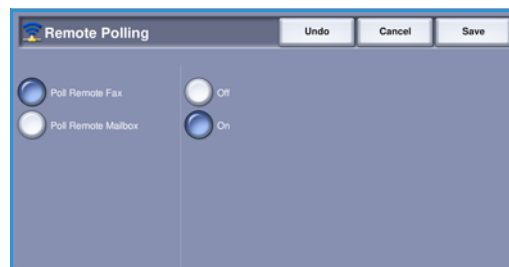 Remote Polling
Undo
Cancel
Save
Poll Remote Fax
Off
Poll Remote Mailbox
On